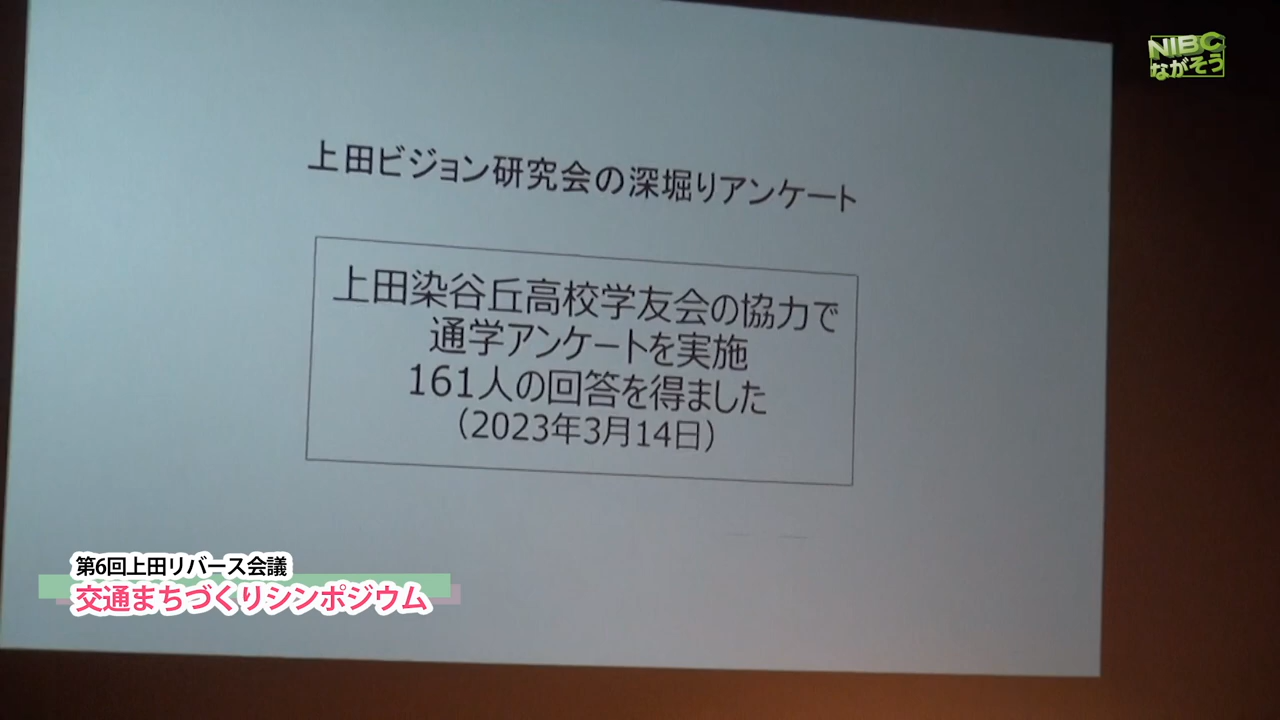 NIBC
ながそう
上田ビジョン研究会の深堀りアンケート
上田染谷丘高校学友会の協力で
通学アンケートを実施
161人の回答を得ました
（2023年3月14日）
第6回上田リバース会議
交通まちづくりシンポジウム